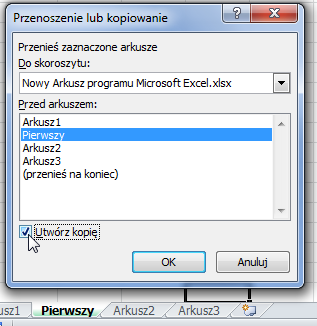 Przenoszenie lub kopiowanie
Przenieś zaznaczone arkusze
Do skoroszytu:
Nowy Arkusz programu Microsoft Excel.xlsx
Przed arkuszem:
Arkusz1
Pierwszy
Arkusz2
Arkusz3
(przenieś na koniec)
Utwórz kopię
OK Anuluj
usz1 Pierwszy Arkusz2 Arkusz3